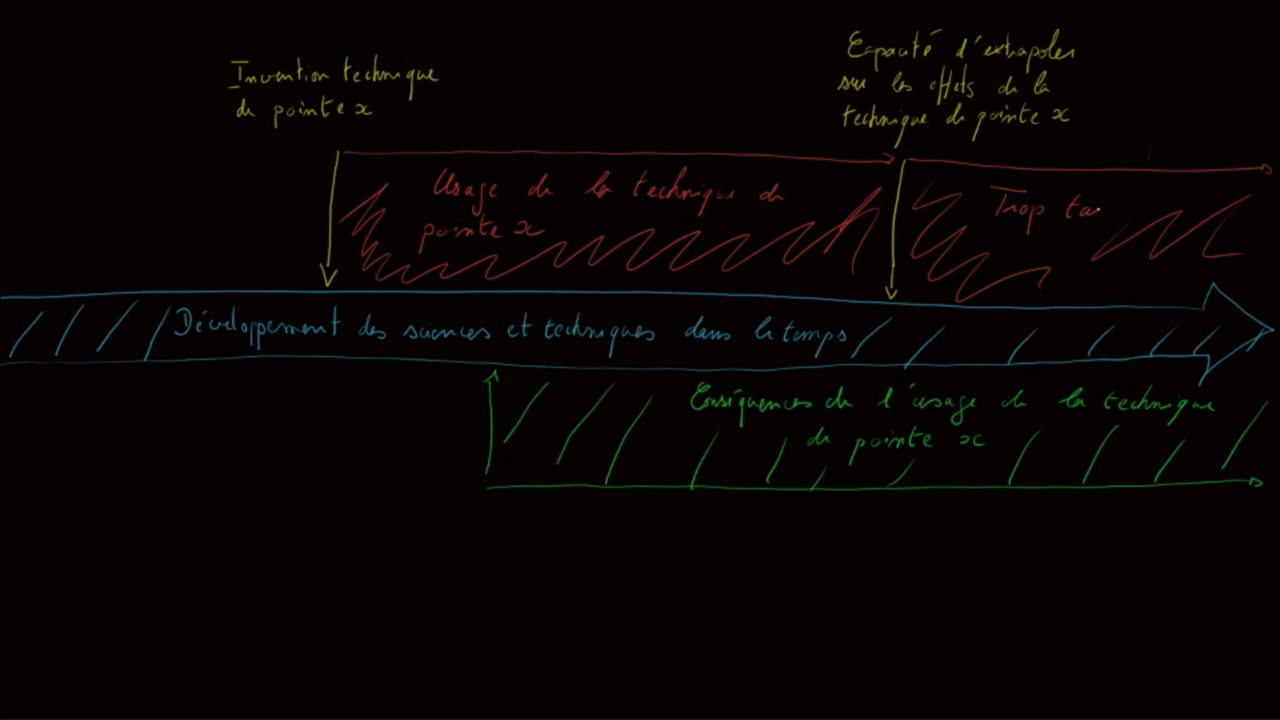 Invention technique
de pointe x
Capacité d'extrapoler
sur les effets de la
technique de pointe x
Usage de la technique de
pointe x
Trop ta
Développement des sciences et techniques dans le temps
Conséquences de l'usage de la technique
de pointe x